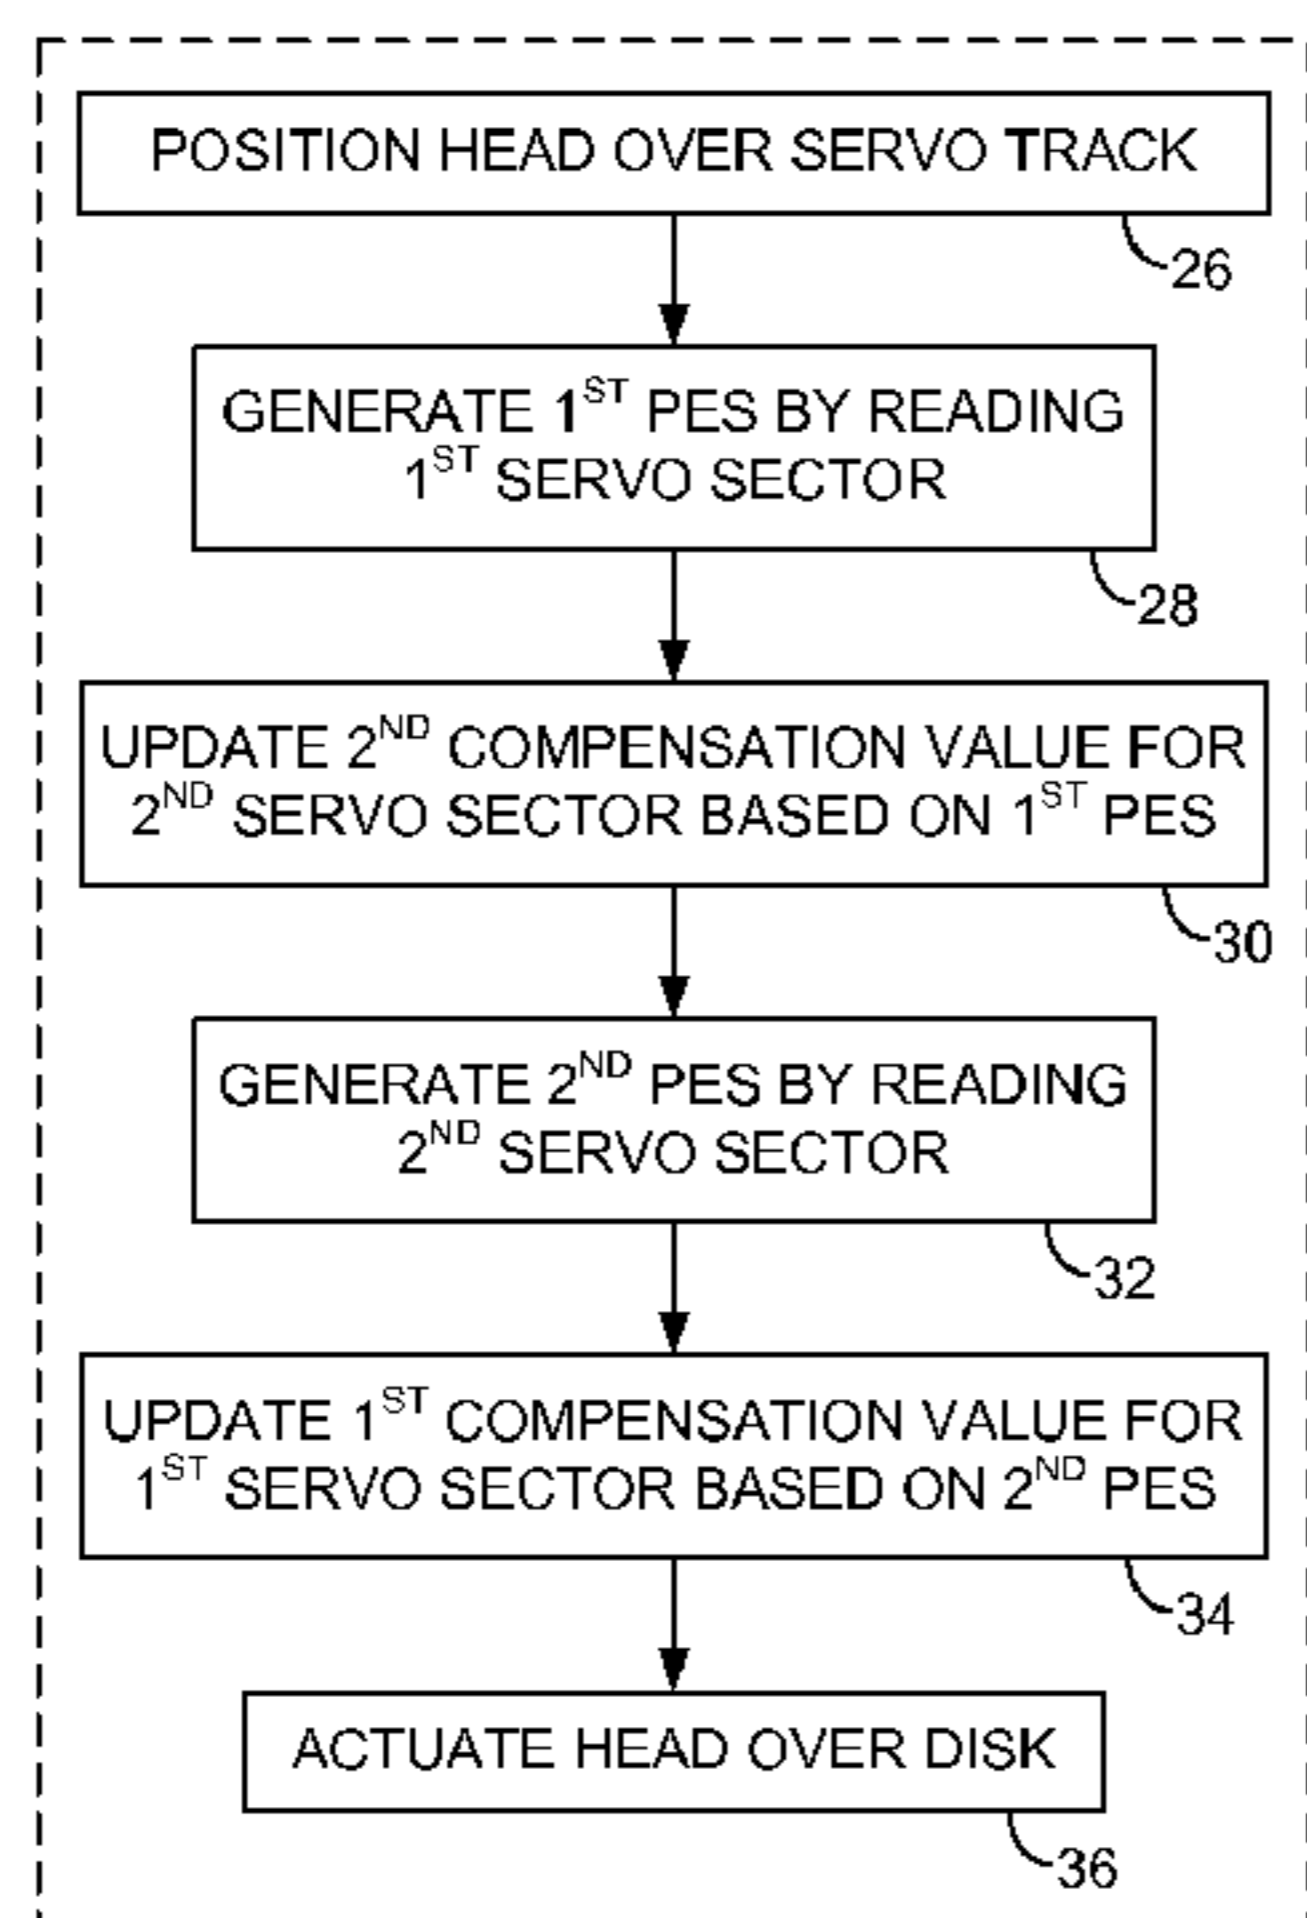 POSITION HEAD OVER SERVO TRACK
26
GENERATE 1ST PES BY READING
1ST SERVO SECTOR
28
UPDATE 2ND COMPENSATION VALUE FOR
2ND SERVO SECTOR BASED ON 1ST PES
30
GENERATE 2ND PES BY READING
2ND SERVO SECTOR
32
UPDATE 1ST COMPENSATION VALUE FOR
1ST SERVO SECTOR BASED ON 2ND PES
34
ACTUATE HEAD OVER DISK
36